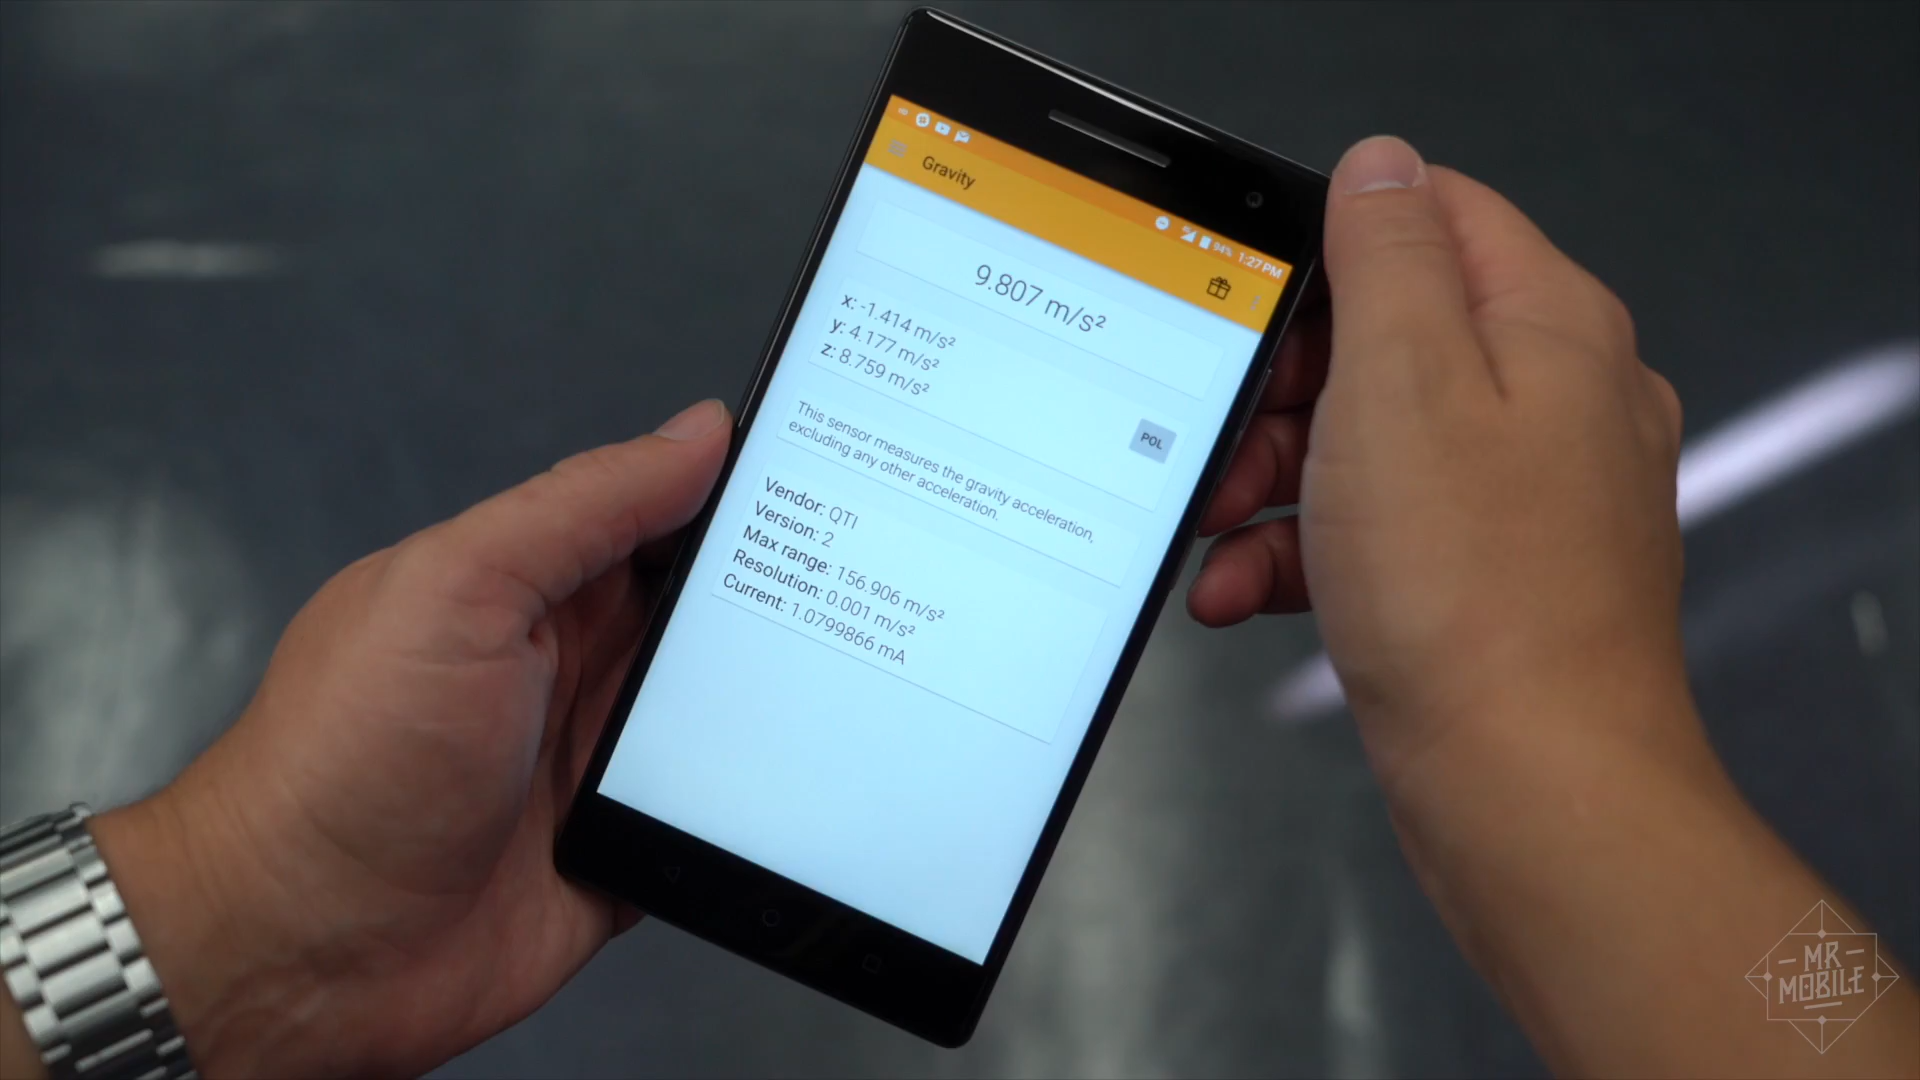 94% 1:27 PM
Gravity
9.807 m/s²
x: -1.414 m/s²
y: 4.177 m/s²
z: 8.759 m/s²
POL
This sensor measures the gravity acceleration,
excluding any other acceleration.
Vendor: QTI
Version: 2
Max range: 156.906 m/s²
Resolution: 0.001 m/s²
Current: 1.0799866 mA
MR
MOBILE